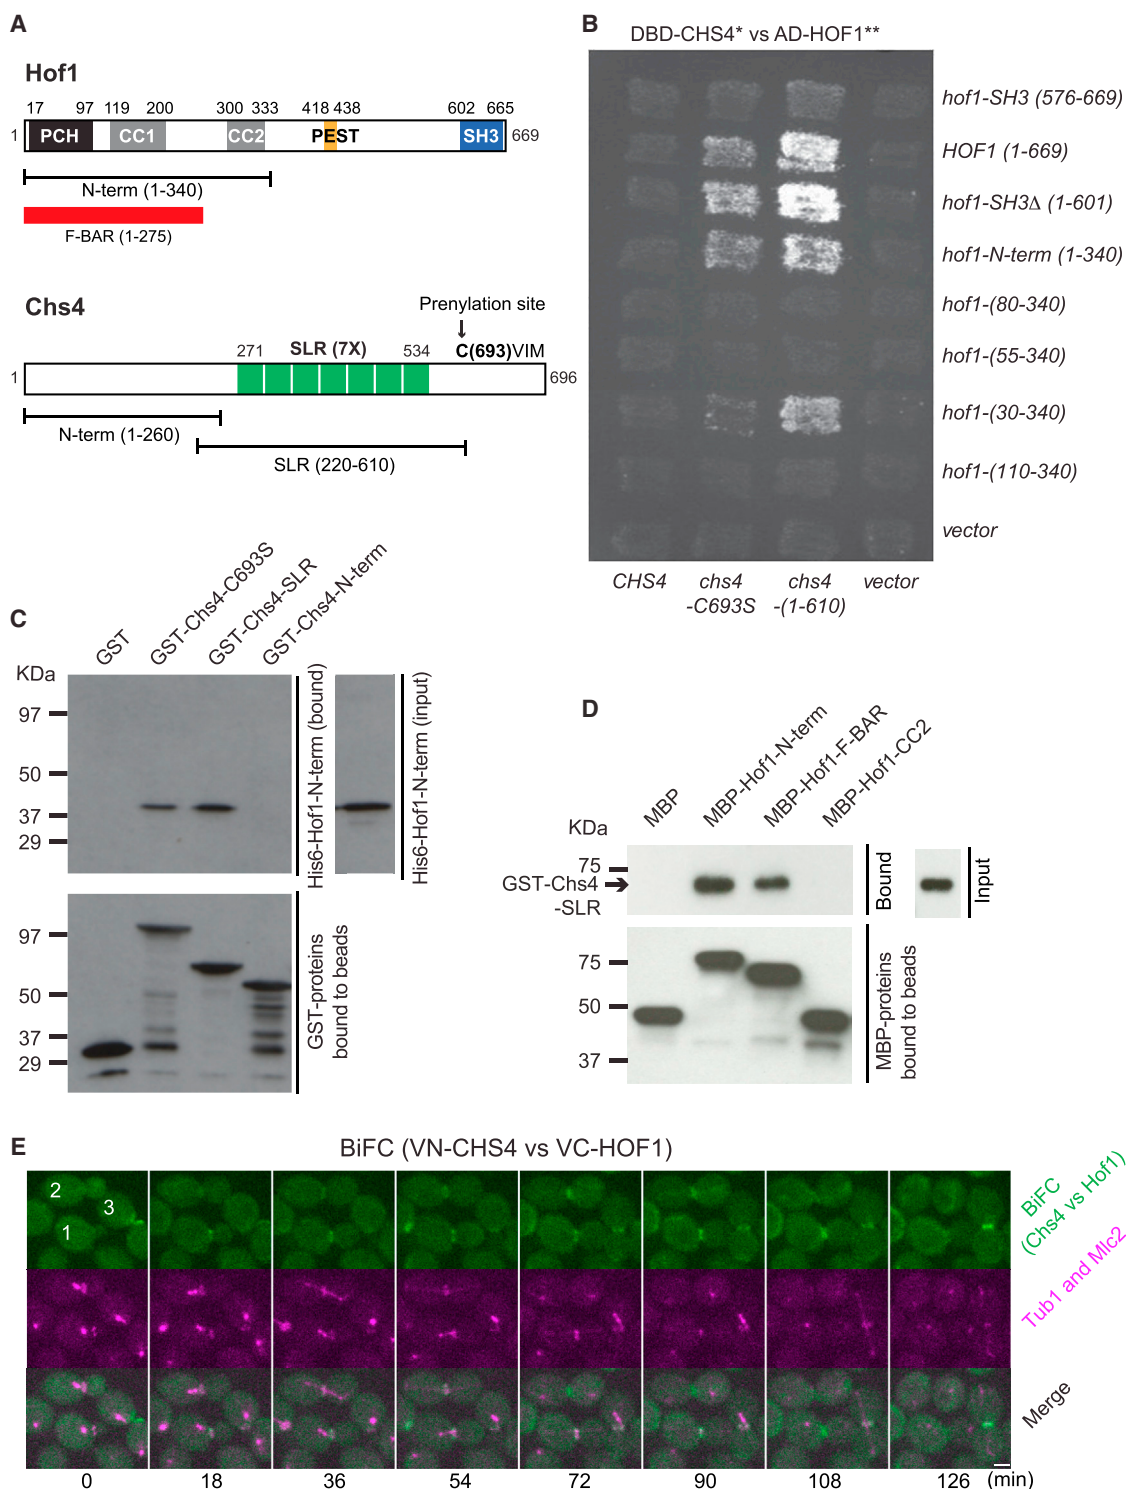 A
Hof1
17 97 119 200 300 333 418 438 602 665
1 PCH CC1 CC2 PEST SH3 669
N-term (1-340)
F-BAR (1-275)
Chs4
Prenylation site
271 SLR (7X) 534 C(693)VIM
1 696
N-term (1-260)
SLR (220-610)
B
DBD-CHS4* vs AD-HOF1**
hof1-SH3 (576-669)
HOF1 (1-669)
hof1-SH3Δ (1-601)
hof1-N-term (1-340)
hof1-(80-340)
hof1-(55-340)
hof1-(30-340)
hof1-(110-340)
vector
CHS4 chs4 chs4 vector
-C693S -(1-610)
C
GST
GST-Chs4-C693S
GST-Chs4-SLR
GST-Chs4-N-term
KDa
97
50
37
29
His6-Hof1-N-term (bound)
His6-Hof1-N-term (input)
97
50
37
29
GST-proteins
bound to beads
D
MBP
MBP-Hof1-N-term
MBP-Hof1-F-BAR
MBP-Hof1-CC2
KDa
75
GST-Chs4
-SLR
Bound
Input
75
50
37
MBP-proteins
bound to beads
E
BiFC (VN-CHS4 vs VC-HOF1)
2
3
1
BiFC
(Chs4 vs Hof1)
Tub1 and Mlc2
Merge
0 18 36 54 72 90 108 126 (min)